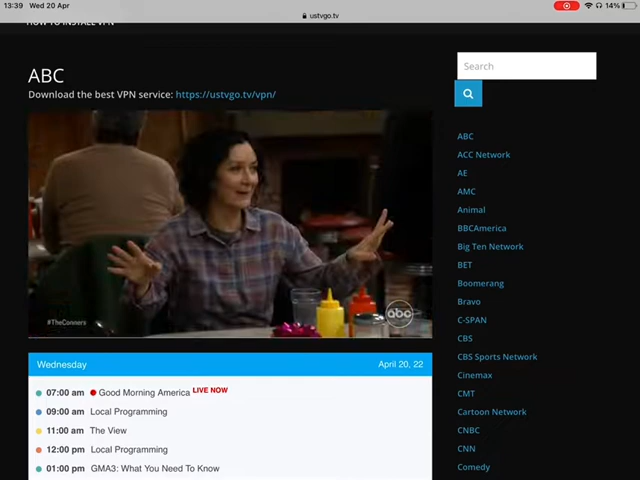 13:39 Wed 20 Apr
14%
ustvgo.tv
HOW TO INSTALL VPN
ABC
Download the best VPN service: https://ustvgo.tv/vpn/
#TheConners
abc
Wednesday April 20, 22
07:00 am Good Morning America LIVE NOW
09:00 am Local Programming
11:00 am The View
12:00 pm Local Programming
01:00 pm GMA3: What You Need To Know
Search
ABC
ACC Network
AE
AMC
Animal
BBCAmerica
Big Ten Network
BET
Boomerang
Bravo
C-SPAN
CBS
CBS Sports Network
Cinemax
CMT
Cartoon Network
CNBC
CNN
Comedy